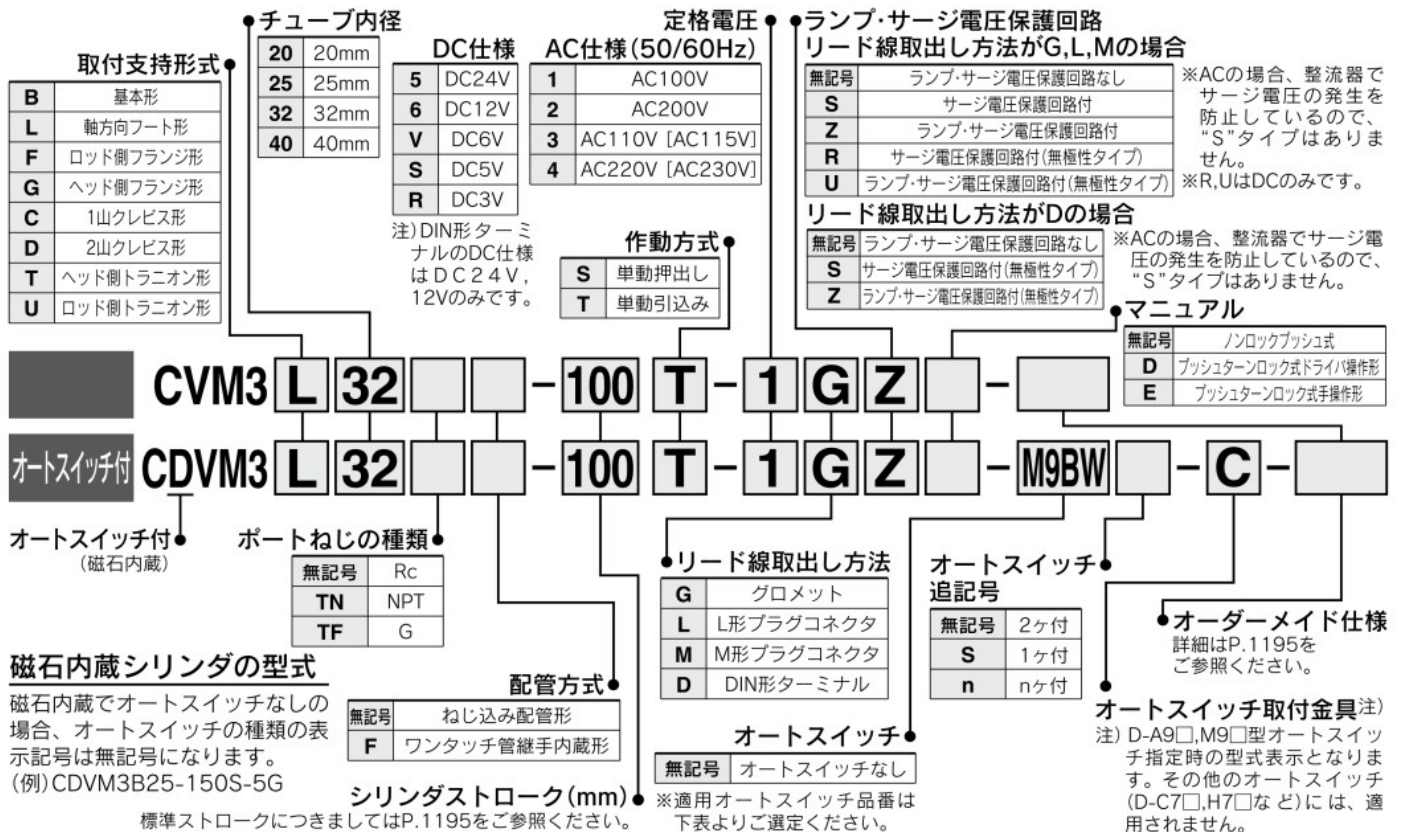 チューブ内径
20 20mm
25 25mm
32 32mm
40 40mm
取付支持形式
B 基本形
L 軸方向フート形
F ロッド側フランジ形
G ヘッド側フランジ形
C 1山クレビス形
D 2山クレビス形
T ヘッド側トラニオン形
U ロッド側トラニオン形
定格電圧
DC仕様
5 DC24V
6 DC12V
V DC6V
S DC5V
R DC3V
注)DIN形ターミ
ナルのDC仕様
はDC24V,
12Vのみです。
AC仕様(50/60Hz)
1 AC100V
2 AC200V
3 AC110V [AC115V]
4 AC220V [AC230V]
作動方式
S 単動押出し
T 単動引込み
ランプ・サージ電圧保護回路
リード線取出し方法がG,L,Mの場合
無記号 ランプ・サージ電圧保護回路なし
S サージ電圧保護回路付
Z ランプ・サージ電圧保護回路付
R サージ電圧保護回路付(無極性タイプ)
U ランプ・サージ電圧保護回路付(無極性タイプ)
※ACの場合、整流器で
サージ電圧の発生を
防止しているので、
“S”タイプはありま
せん。
※R,UはDCのみです。
リード線取出し方法がDの場合
無記号 ランプ・サージ電圧保護回路なし
S サージ電圧保護回路付(無極性タイプ)
Z ランプ・サージ電圧保護回路付(無極性タイプ)
※ACの場合、整流器でサージ電
圧の発生を防止しているので、
“S”タイプはありません。
マニュアル
無記号 ノンロックプッシュ式
D プッシュターンロック式ドライバ操作形
E プッシュターンロック式手操作形
CVM3 L 32 - 100 T - 1 G Z -
オートスイッチ付 CDVM3 L 32 - 100 T - 1 G Z - M9BW - C -
オートスイッチ付
(磁石内蔵)
ポートねじの種類
無記号 Rc
TN NPT
TF G
磁石内蔵シリンダの型式
磁石内蔵でオートスイッチなしの
場合、オートスイッチの種類の表
示記号は無記号になります。
(例)CDVM3B25-150S-5G
配管方式
無記号 ねじ込み配管形
F ワンタッチ管継手内蔵形
シリンダストローク(mm)
標準ストロークにつきましてはP.1195をご参照ください。
リード線取出し方法
G グロメット
L L形プラグコネクタ
M M形プラグコネクタ
D DIN形ターミナル
オートスイッチ
無記号 オートスイッチなし
※適用オートスイッチ品番は
下表よりご選定ください。
オートスイッチ
追記号
無記号 2ヶ付
S 1ヶ付
n nヶ付
オーダーメイド仕様
詳細はP.1195を
ご参照ください。
オートスイッチ取付金具注)
注) D-A9□,M9□型オートスイッ
チ指定時の型式表示となりま
す。その他のオートスイッチ
(D-C7□,H7□など)には、適
用されません。